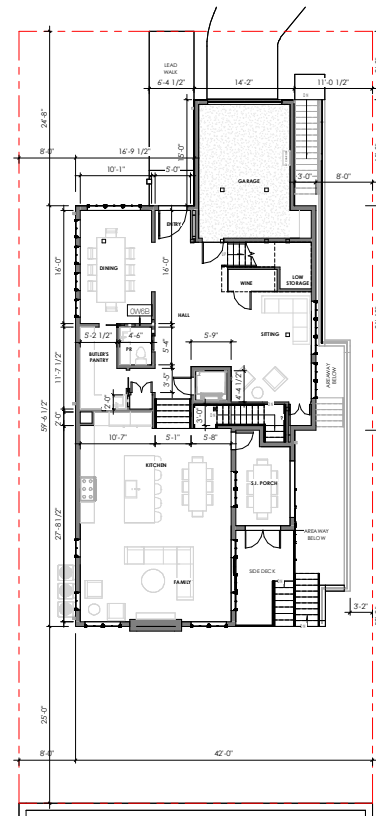 LEAD
WALK
6'-4 1/2"
14'-2"
11'-0 1/2"
24'-8"
15'-0"
8'-0"
16'-9 1/2"
10'-1"
5'-0"
GARAGE
3'-0"
8'-0"
ENTRY
16'-0"
16'-0"
DINING
WINE
LOW
STORAGE
HALL
5'-2 1/2"
4'-6"
5'-9"
SITTING
PR
5'-4"
BUTLER'S
PANTRY
11'-7 1/2"
59'-6 1/2"
3'-5"
4'-4 1/2"
AREAWAY
BELOW
2'-0"
2'-0"
3'-0"
10'-7"
5'-1"
5'-8"
KITCHEN
S.I. PORCH
27'-8 1/2"
AREAWAY
BELOW
SIDE DECK
FAMILY
3'-2"
25'-0"
8'-0"
42'-0"